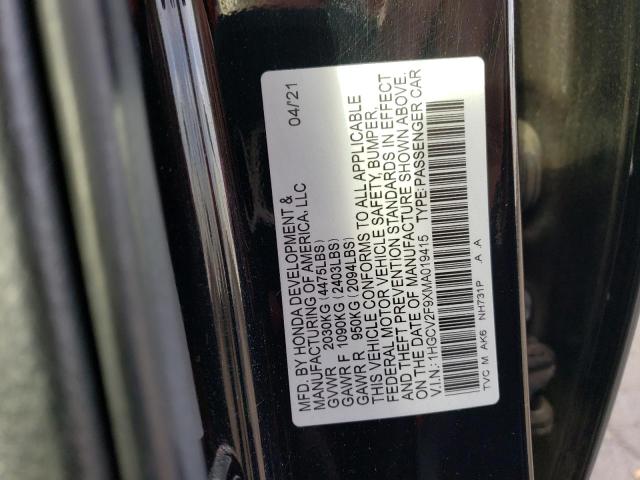 MFD. BY HONDA DEVELOPMENT & 04/21
MANUFACTURING OF AMERICA, LLC
GVWR 2030KG (4475LBS)
GAWR F 1090KG (2403LBS)
GAWR R 950KG (2094LBS)
THIS VEHICLE CONFORMS TO ALL APPLICABLE
FEDERAL MOTOR VEHICLE SAFETY, BUMPER,
AND THEFT PREVENTION STANDARDS IN EFFECT
ON THE DATE OF MANUFACTURE SHOWN ABOVE.
V.I.N.: 1HGCV2F9XMA019415 TYPE: PASSENGER CAR
TVC M AK6 NH731P .A .A